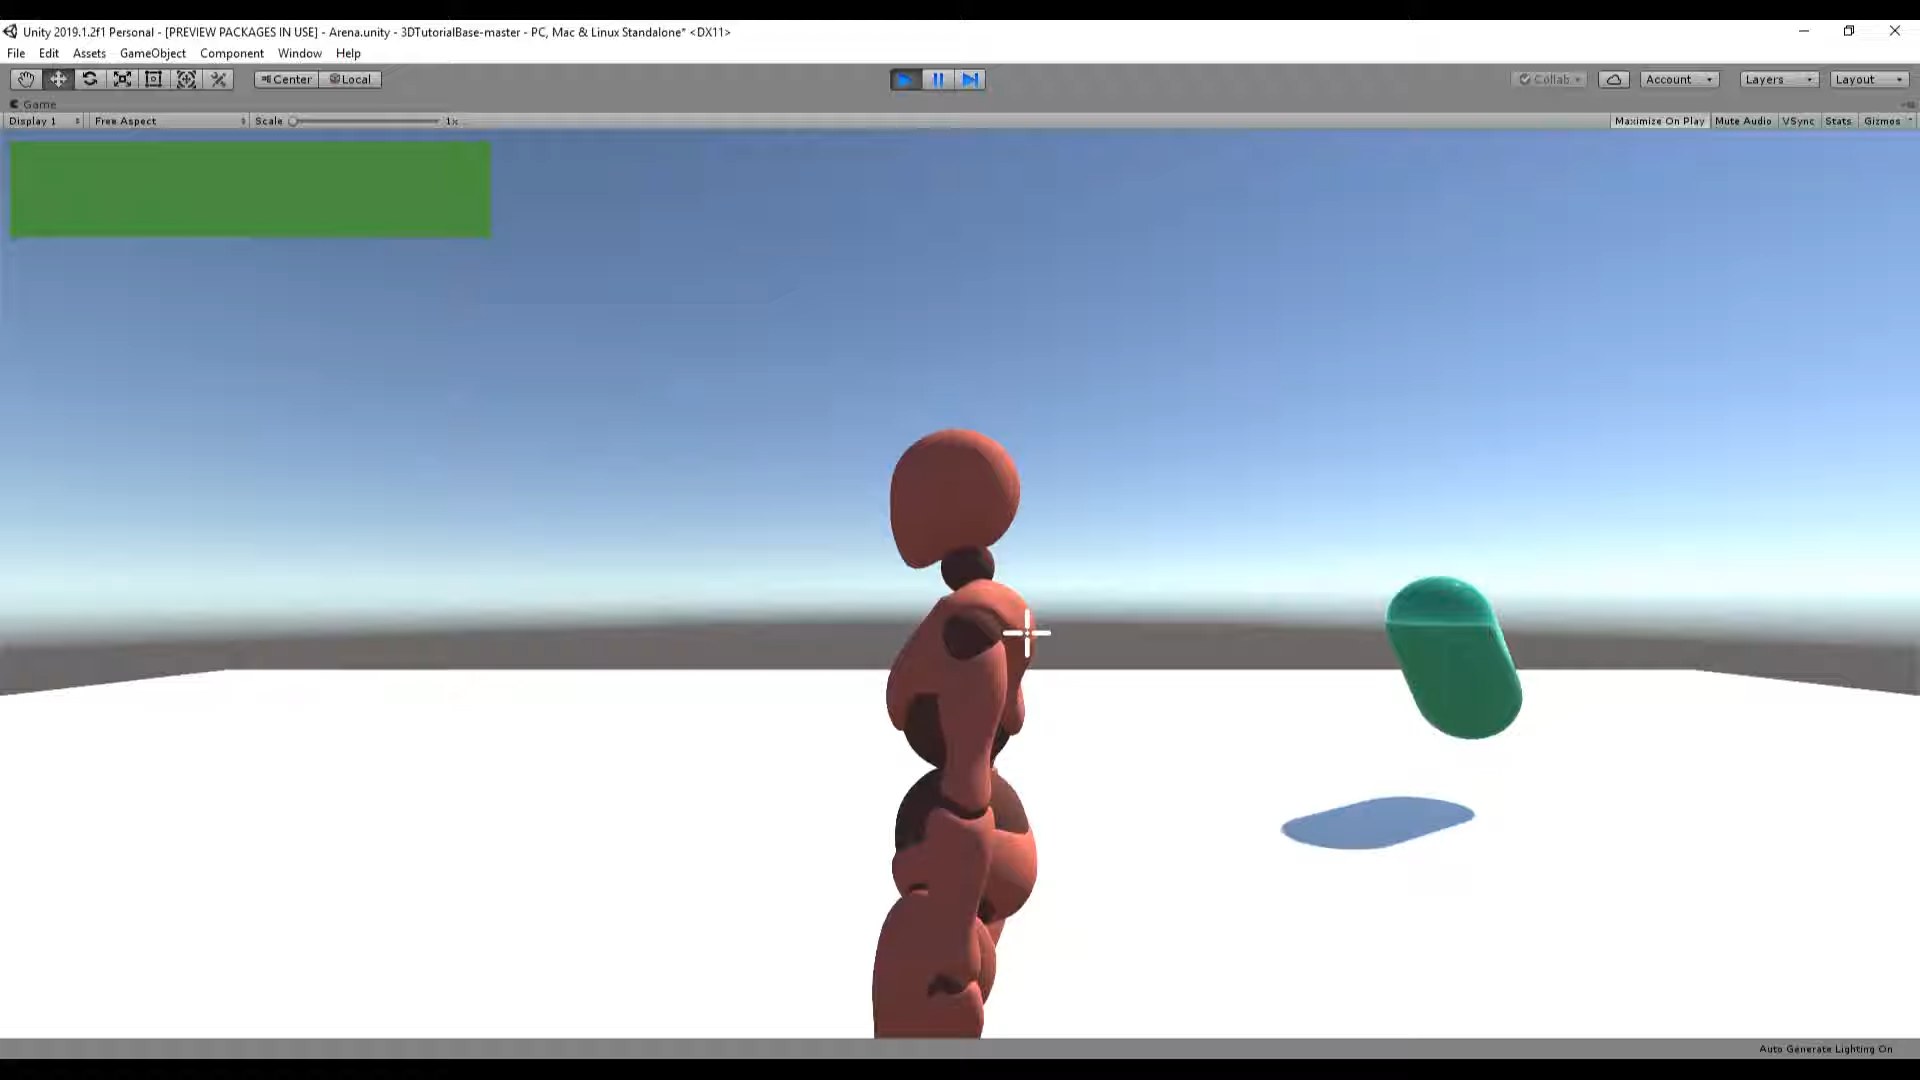 Unity 2019.1.2f1 Personal - [PREVIEW PACKAGES IN USE] - Arena.unity - 3DTutorialBase-master - PC, Mac & Linux Standalone* <DX11>
File Edit Assets GameObject Component Window Help
Center Local Collab Account Layers Layout
Game
Display 1 Free Aspect Scale 1x Maximize On Play Mute Audio VSync Stats Gizmos
Auto Generate Lighting On